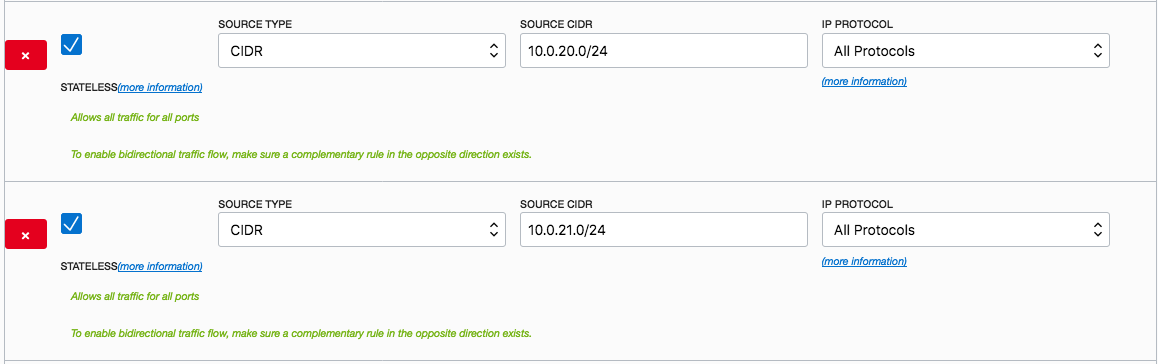 SOURCE TYPE SOURCE CIDR IP PROTOCOL
× CIDR 10.0.20.0/24 All Protocols
(more information)
STATELESS(more information)
Allows all traffic for all ports
To enable bidirectional traffic flow, make sure a complementary rule in the opposite direction exists.
SOURCE TYPE SOURCE CIDR IP PROTOCOL
× CIDR 10.0.21.0/24 All Protocols
(more information)
STATELESS(more information)
Allows all traffic for all ports
To enable bidirectional traffic flow, make sure a complementary rule in the opposite direction exists.